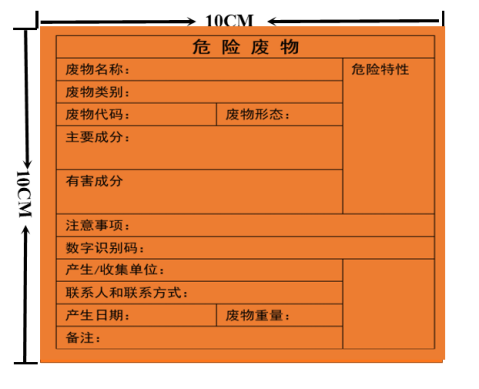 10CM
10CM
危险废物
废物名称：
危险特性
废物类别：
废物代码：
废物形态：
主要成分：
有害成分
注意事项：
数字识别码：
产生/收集单位：
联系人和联系方式：
产生日期：
废物重量：
备注：